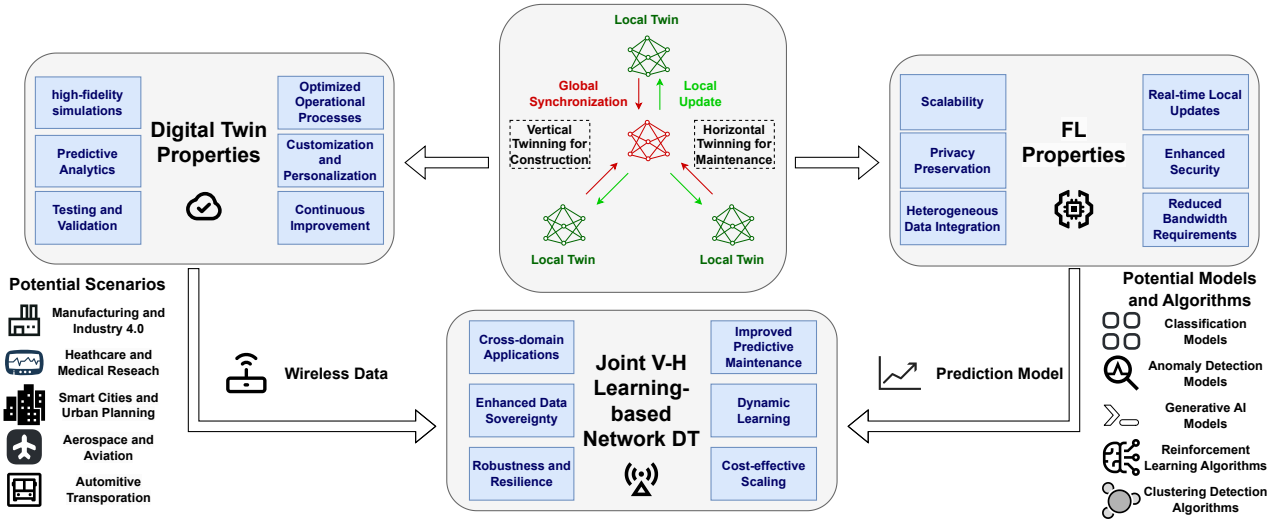 Local Twin
Global
Synchronization
Local
Update
Vertical
Twinning for
Construction
Horizontal
Twinning for
Maintenance
Local Twin
Local Twin
high-fidelity
simulations
Predictive
Analytics
Testing and
Validation
Digital Twin
Properties
Optimized
Operational
Processes
Customization
and
Personalization
Continuous
Improvement
Scalability
Privacy
Preservation
Heterogeneous
Data Integration
FL
Properties
Real-time Local
Updates
Enhanced
Security
Reduced
Bandwidth
Requirements
Potential Scenarios
Manufacturing and
Industry 4.0
Heathcare and
Medical Reseach
Smart Cities and
Urban Planning
Aerospace and
Aviation
Automitive
Transporation
Wireless Data
Cross-domain
Applications
Enhanced Data
Sovereignty
Robustness and
Resilience
Joint V-H
Learning-
based
Network DT
Improved
Predictive
Maintenance
Dynamic
Learning
Cost-effective
Scaling
Prediction Model
Potential Models
and Algorithms
Classification
Models
Anomaly Detection
Models
Generative AI
Models
Reinforcement
Learning Algorithms
Clustering Detection
Algorithms